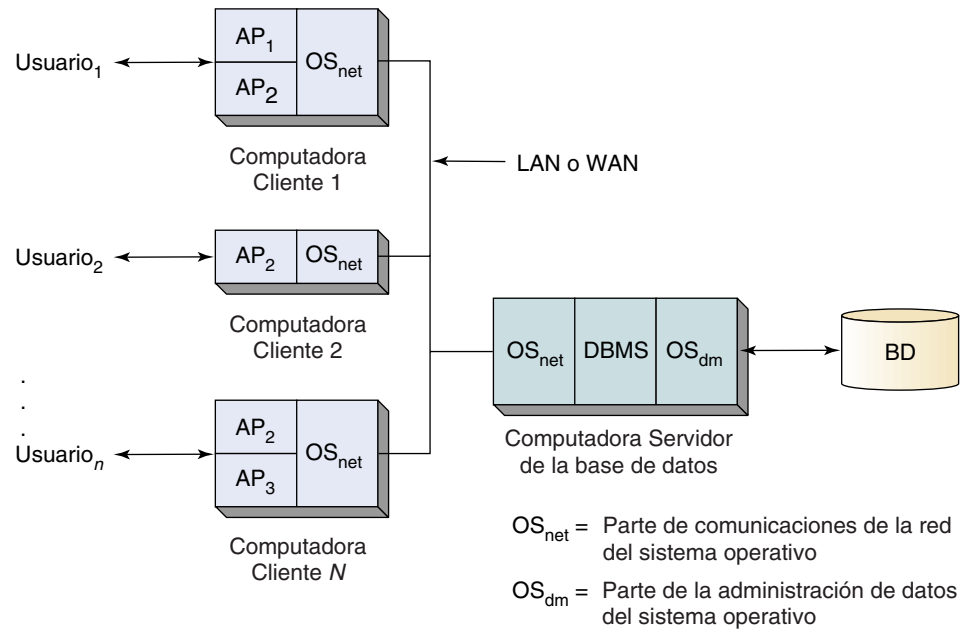 Usuario₁
AP₁
AP₂
OSnet
Computadora
Cliente 1
LAN o WAN
Usuario₂
AP₂
OSnet
Computadora
Cliente 2
.
.
.
Usuarioₙ
AP₂
AP₃
OSnet
Computadora
Cliente N
OSnet
DBMS
OSdm
BD
Computadora Servidor
de la base de datos
OSnet = Parte de comunicaciones de la red
del sistema operativo
OSdm = Parte de la administración de datos
del sistema operativo